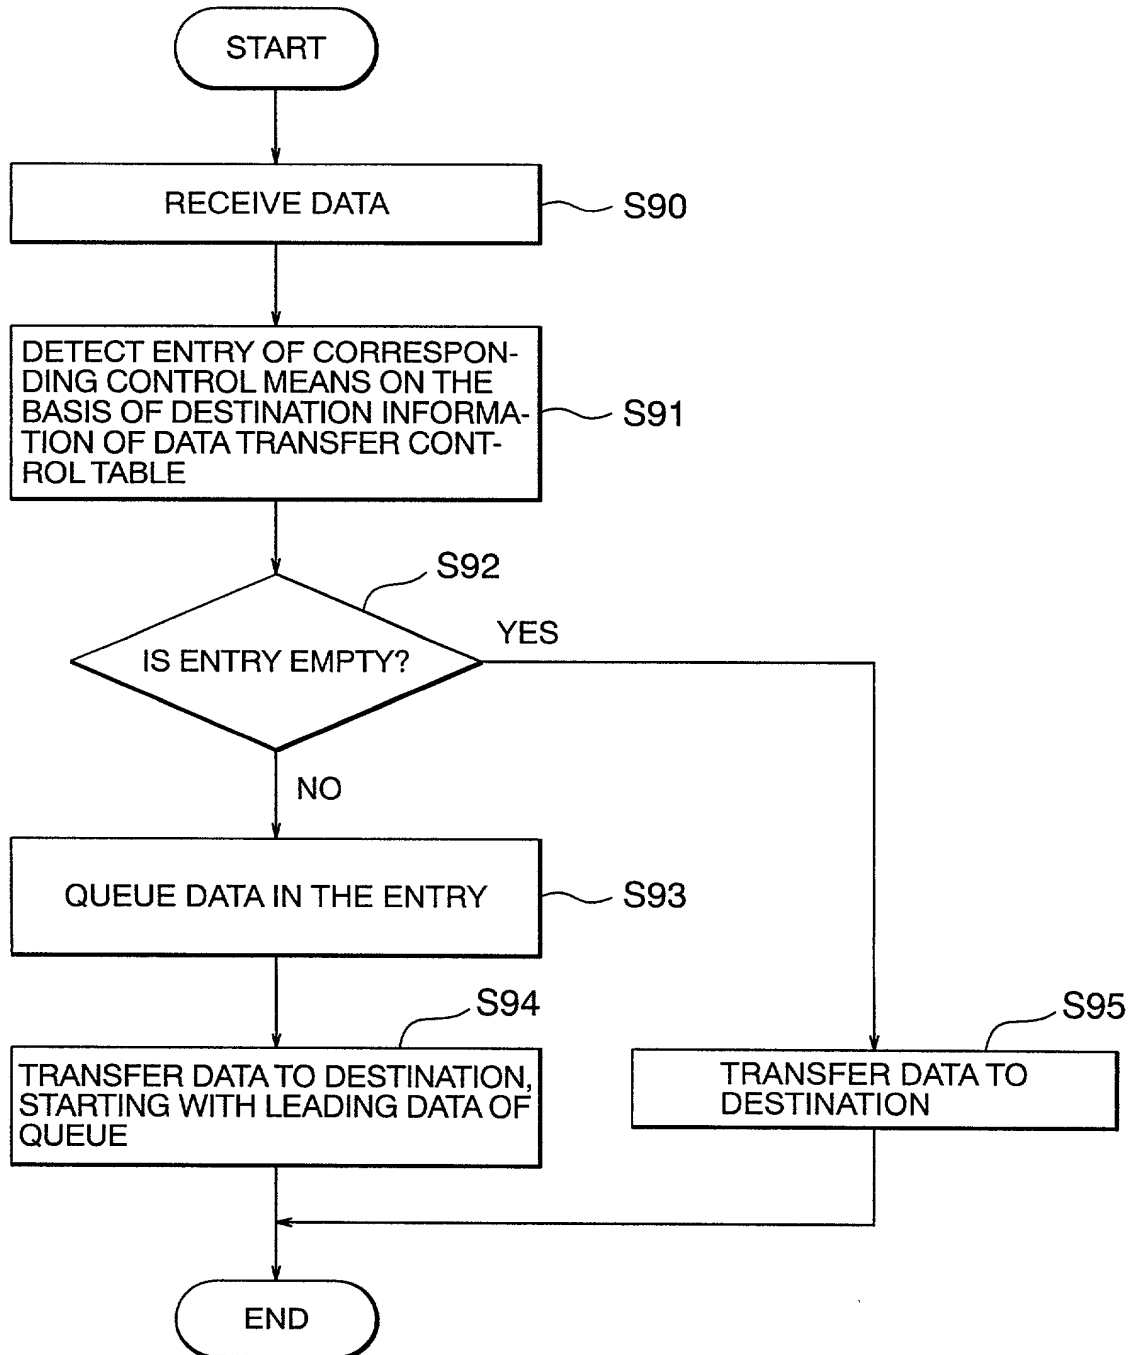 START
RECEIVE DATA
S90
DETECT ENTRY OF CORRESPON-
DING CONTROL MEANS ON THE
BASIS OF DESTINATION INFORMA-
TION OF DATA TRANSFER CONT-
ROL TABLE
S91
S92
IS ENTRY EMPTY?
YES
NO
QUEUE DATA IN THE ENTRY
S93
S94
TRANSFER DATA TO DESTINATION,
STARTING WITH LEADING DATA OF
QUEUE
S95
TRANSFER DATA TO
DESTINATION
END